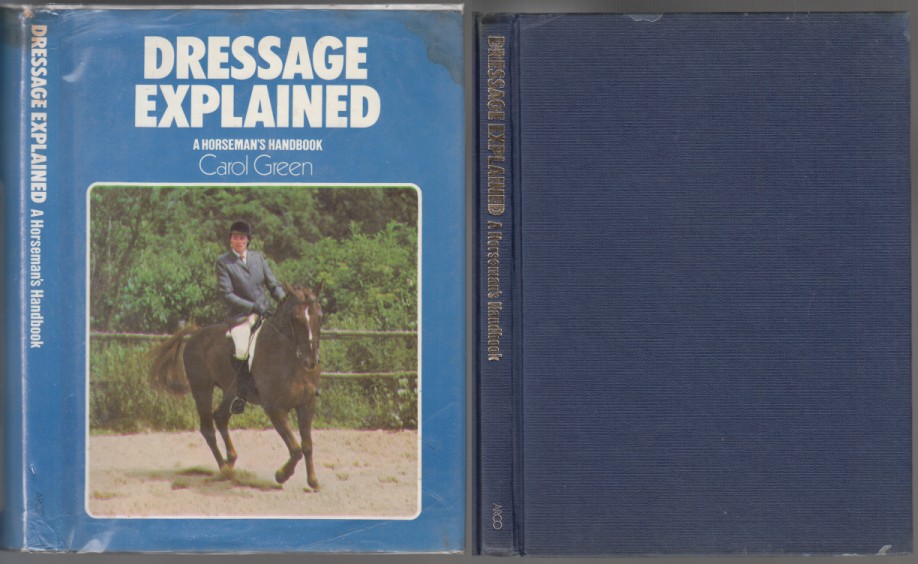 DRESSAGE EXPLAINED A Horseman's Handbook
DRESSAGE
EXPLAINED
A HORSEMAN'S HANDBOOK
Carol Green
DRESSAGE EXPLAINED A Horseman's Handbook
ARCO